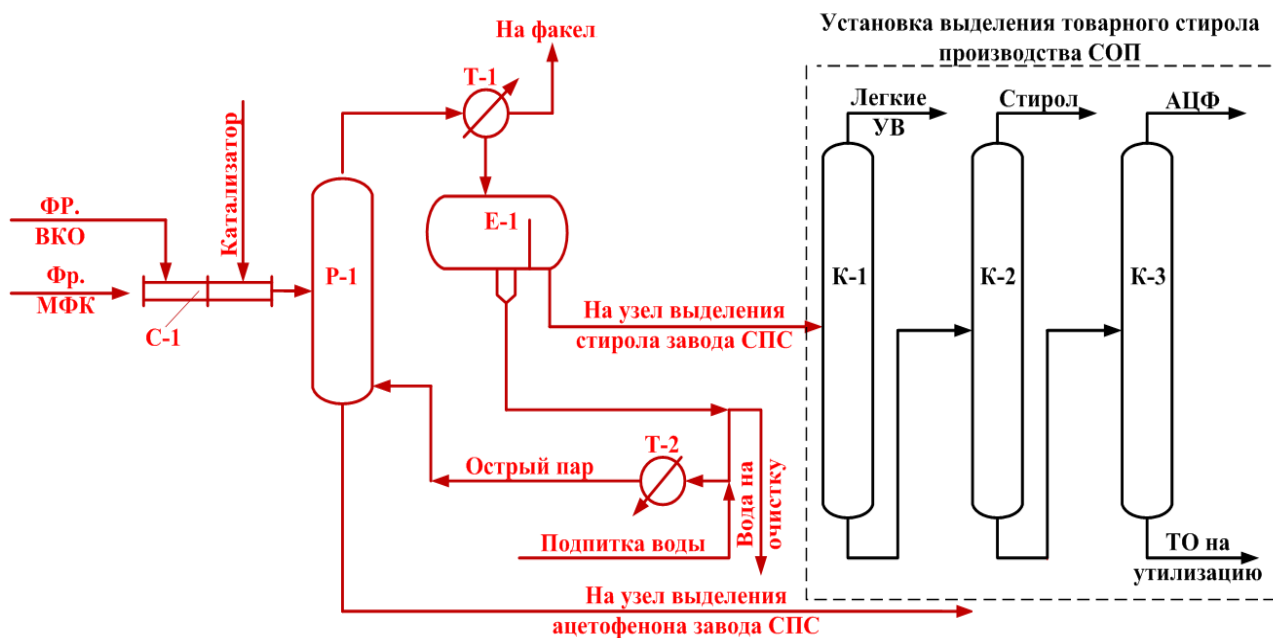 Установка выделения товарного стирола
производства СОП
На факел
Т-1
Легкие
УВ
Стирол
АЦФ
Катализатор
ФР.
ВКО
Фр.
МФК
С-1
Р-1
Е-1
К-1
К-2
К-3
На узел выделения
стирола завода СПС
Т-2
Острый пар
Вода на
очистку
Подпитка воды
ТО на
утилизацию
На узел выделения
ацетофенона завода СПС